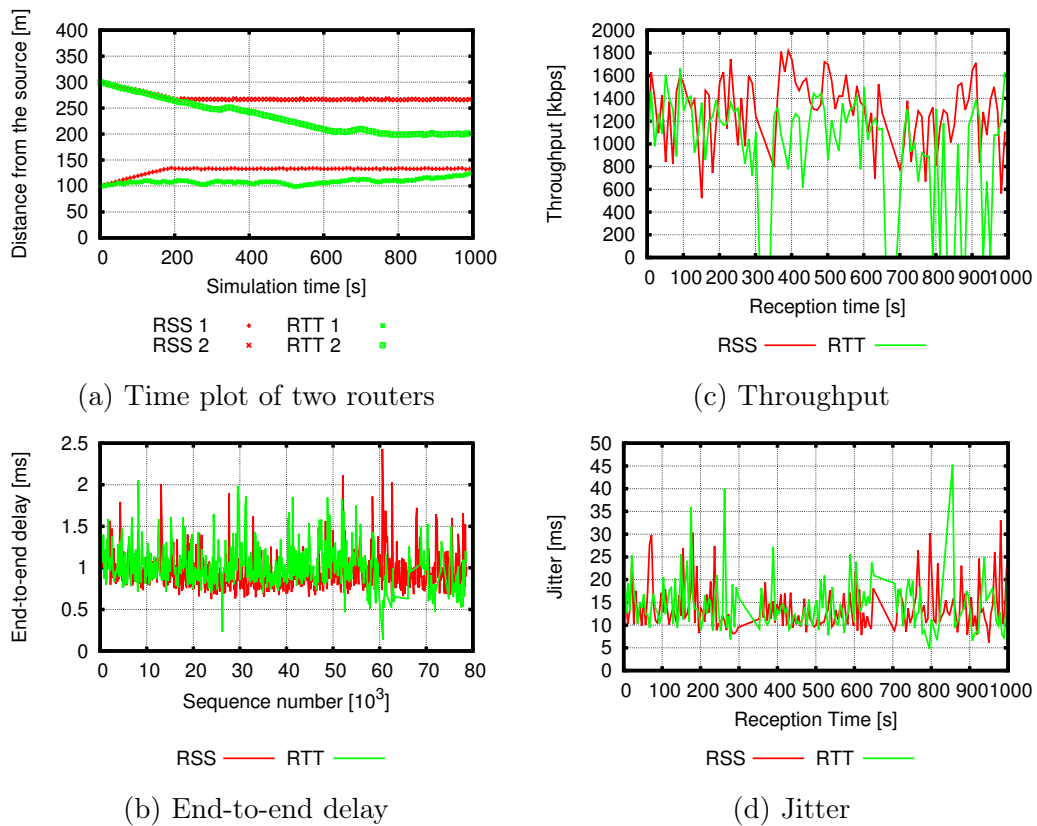 Distance from the source [m]
400
350
300
250
200
150
100
50
0
0 200 400 600 800 1000
Simulation time [s]
RSS 1 RTT 1
RSS 2 RTT 2
(a) Time plot of two routers
Throughput [kbps]
2000
1800
1600
1400
1200
1000
800
600
400
200
0
0 100 200 300 400 500 600 700 800 900 1000
Reception time [s]
RSS RTT
(c) Throughput
End-to-end delay [ms]
2.5
2
1.5
1
0.5
0
0 10 20 30 40 50 60 70 80
Sequence number [10³]
RSS RTT
(b) End-to-end delay
Jitter [ms]
50
45
40
35
30
25
20
15
10
5
0
0 100 200 300 400 500 600 700 800 900 1000
Reception Time [s]
RSS RTT
(d) Jitter